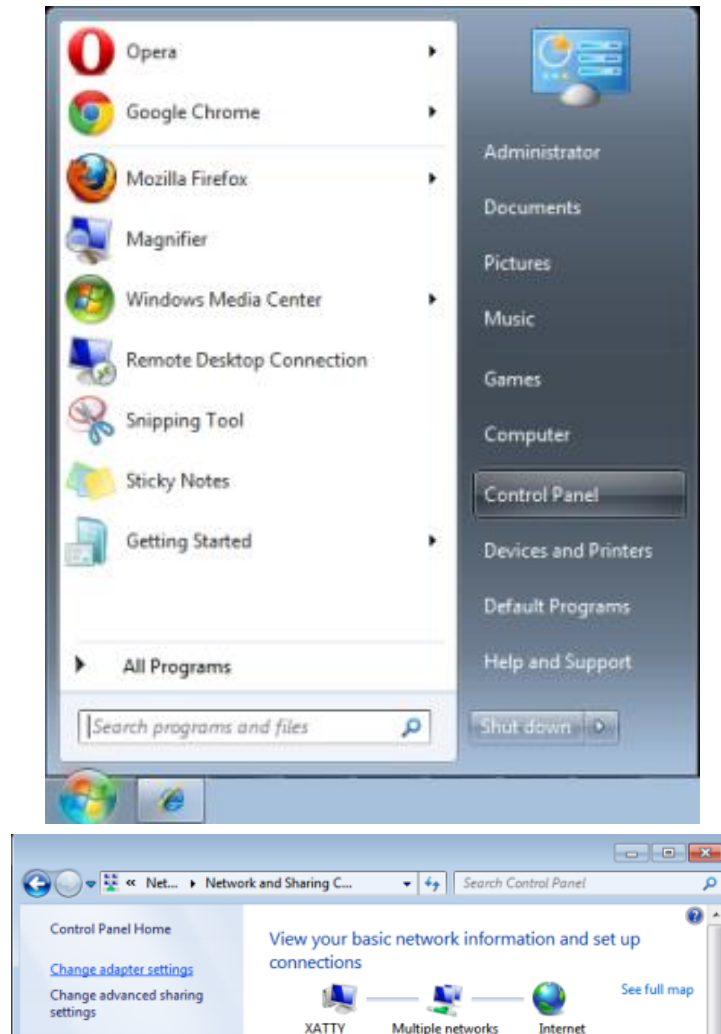 Opera
Google Chrome
Mozilla Firefox
Magnifier
Windows Media Center
Remote Desktop Connection
Snipping Tool
Sticky Notes
Getting Started
All Programs
Search programs and files
Administrator
Documents
Pictures
Music
Games
Computer
Control Panel
Devices and Printers
Default Programs
Help and Support
Shut down
« Net... Network and Sharing C...
Search Control Panel
Control Panel Home
Change adapter settings
Change advanced sharing
settings
View your basic network information and set up
connections
See full map
XATTY Multiple networks Internet